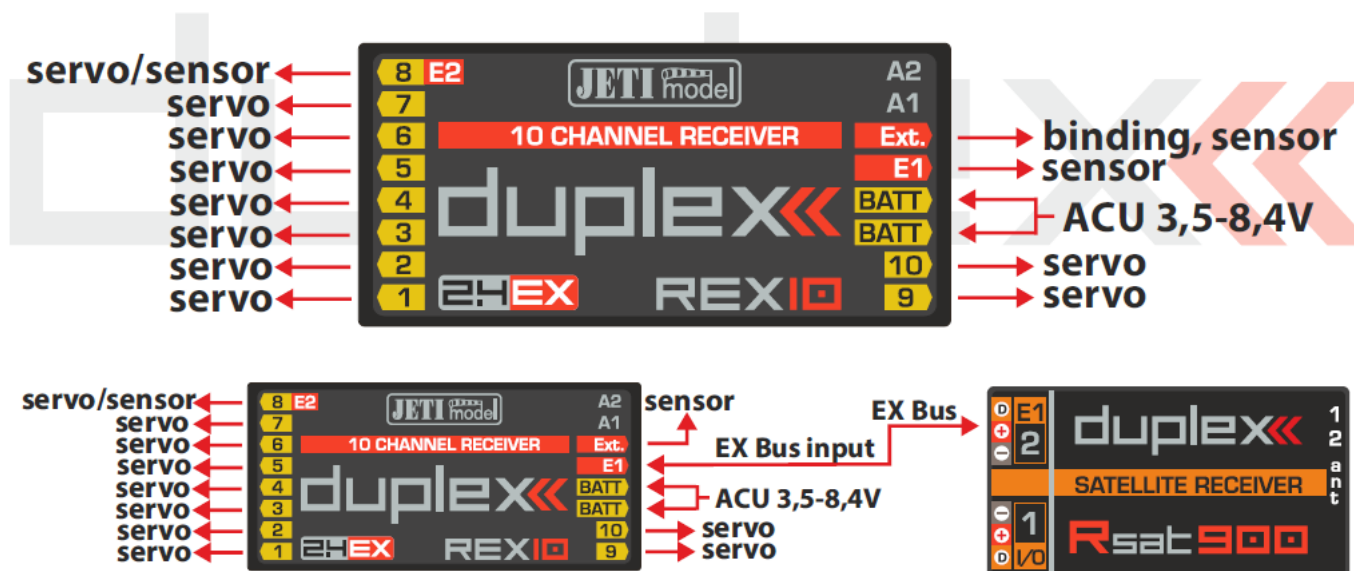 servo/sensor
servo
servo
servo
servo
servo
servo
servo
8 E2
7
6
5
4
3
2
1
JETI model
10 CHANNEL RECEIVER
duplex
2.4 EX
REX10
A2
A1
Ext.
E1
BATT
BATT
10
9
binding, sensor
sensor
ACU 3,5-8,4V
servo
servo
servo/sensor
servo
servo
servo
servo
servo
servo
servo
8 E2
7
6
5
4
3
2
1
JETI model
10 CHANNEL RECEIVER
duplex
2.4 EX
REX10
A2
A1
Ext.
E1
BATT
BATT
10
9
sensor
EX Bus input
ACU 3,5-8,4V
servo
servo
EX Bus
D E1
+ 2
-
-
+ 1
D I/O
duplex
SATELLITE RECEIVER
Rsat900
1
2
ant